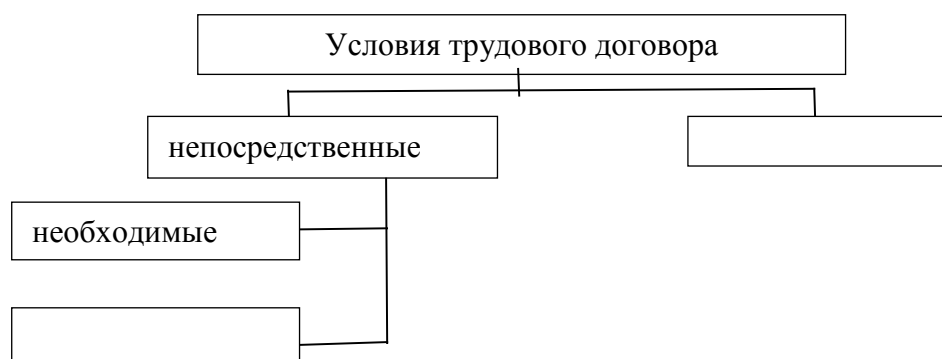 Условия трудового договора
непосредственные
необходимые